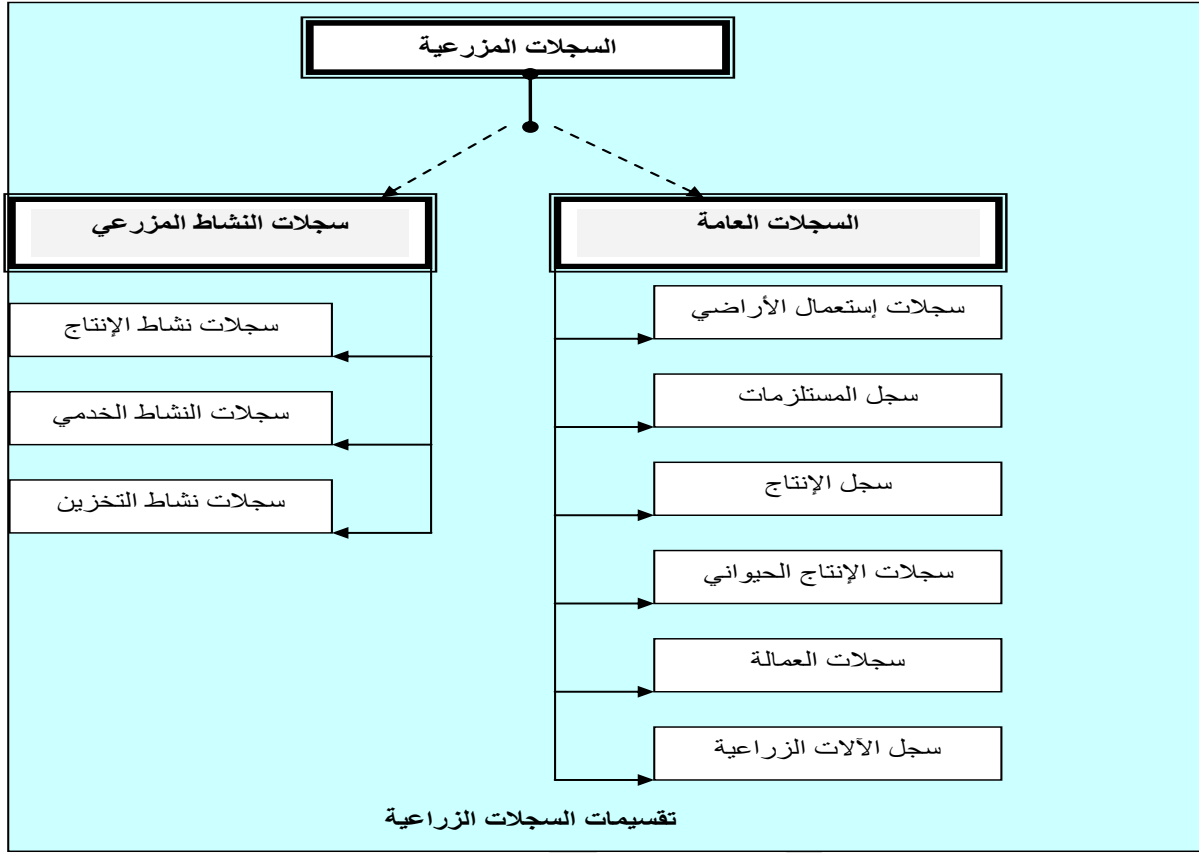 السجلات المزرعية
السجلات العامة
سجلات إستعمال الأراضي
سجل المستلزمات
سجل الإنتاج
سجلات الإنتاج الحيواني
سجلات العمالة
سجل الآلات الزراعية
سجلات النشاط المزرعي
سجلات نشاط الإنتاج
سجلات النشاط الخدمي
سجلات نشاط التخزين
تقسيمات السجلات الزراعية